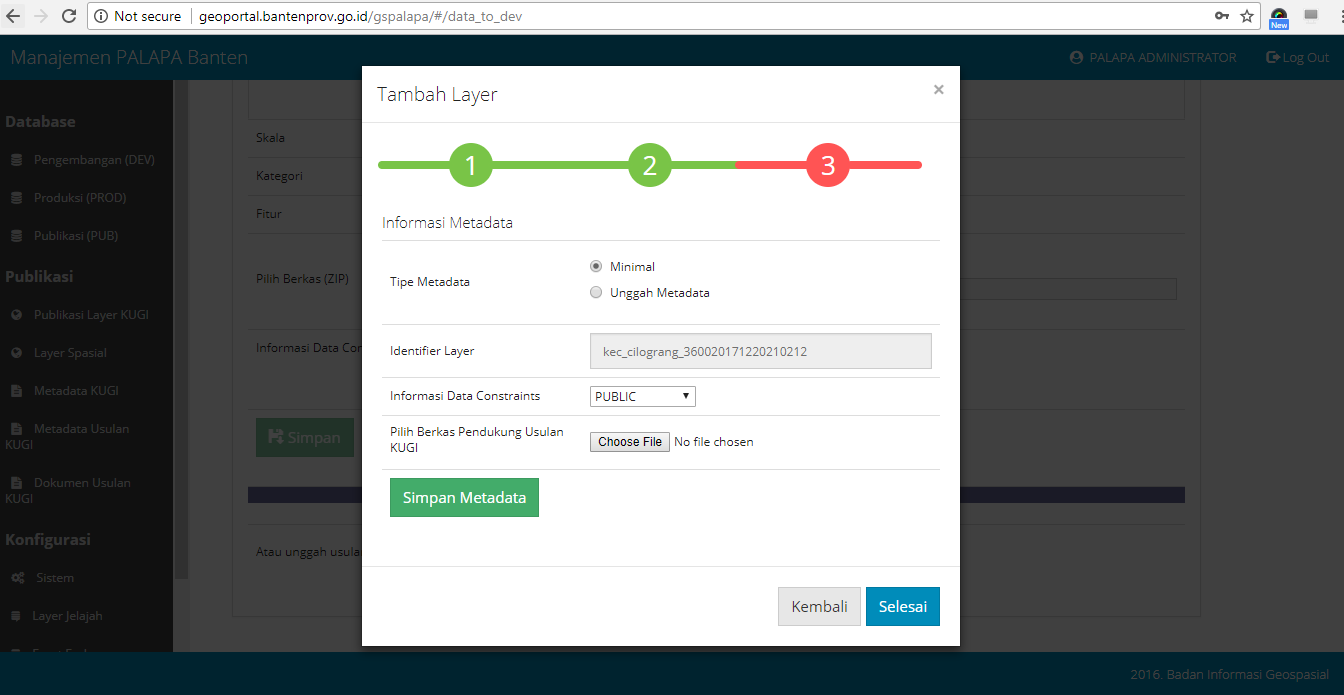 Not secure
geoportal.bantenprov.go.id/gspalapa/#/data_to_dev
New
Manajemen PALAPA Banten
PALAPA ADMINISTRATOR
Log Out
Database
Pengembangan (DEV)
Produksi (PROD)
Publikasi (PUB)
Publikasi
Publikasi Layer KUGI
Layer Spasial
Metadata KUGI
Metadata Usulan
KUGI
Dokumen Usulan
KUGI
Konfigurasi
Sistem
Layer Jelajah
Skala
Kategori
Fitur
Pilih Berkas (ZIP)
Informasi Data Con
Simpan
Atau unggah usula
Tambah Layer
×
1
2
3
Informasi Metadata
Tipe Metadata
Minimal
Unggah Metadata
Identifier Layer
kec_cilograng_360020171220210212
Informasi Data Constraints
PUBLIC
Pilih Berkas Pendukung Usulan
KUGI
Choose File No file chosen
Simpan Metadata
Kembali
Selesai
2016. Badan Informasi Geospasial